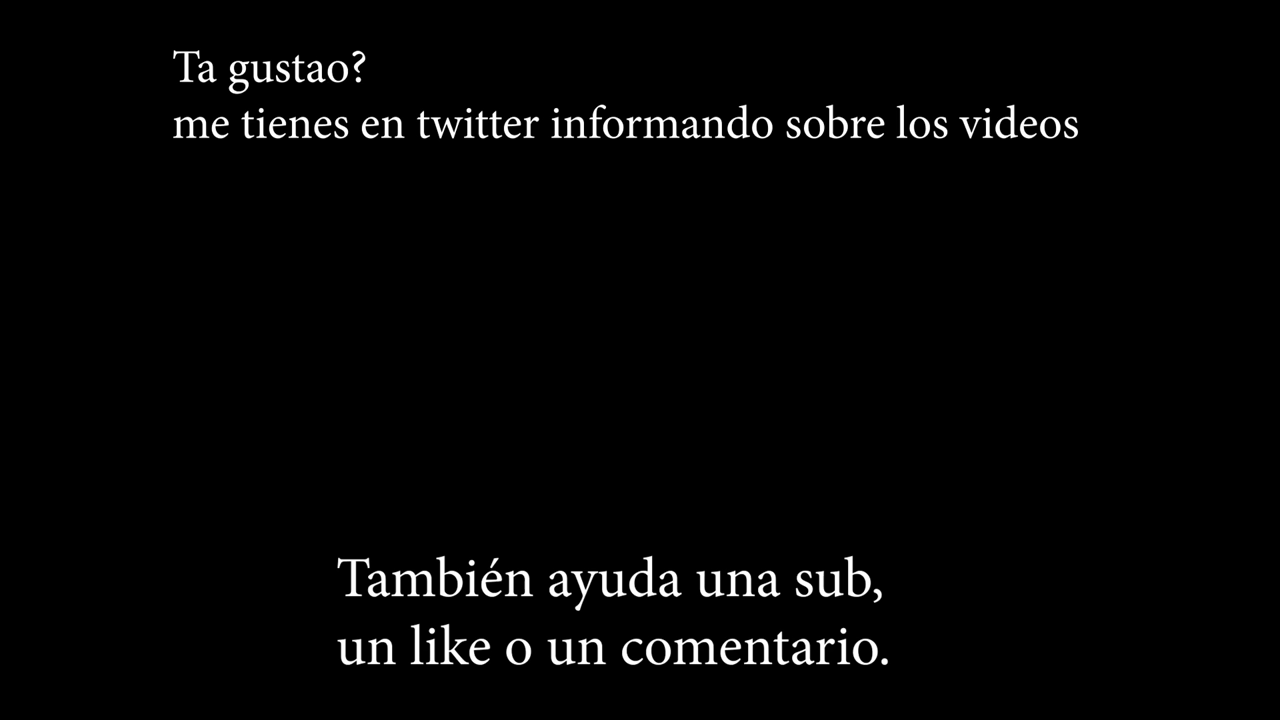 Ta gustao?
me tienes en twitter informando sobre los videos
También ayuda una sub,
un like o un comentario.